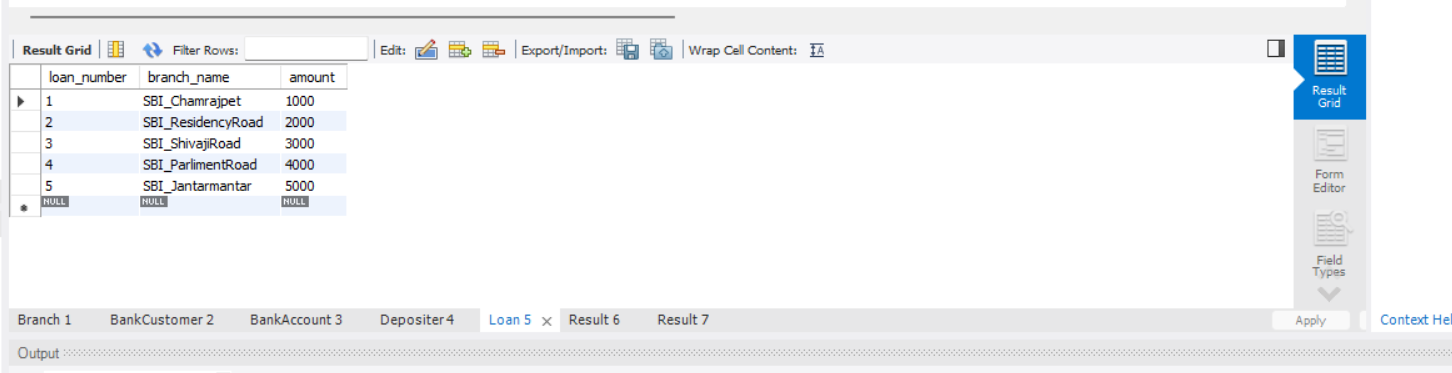 Result Grid Filter Rows: Edit: Export/Import: Wrap Cell Content: IA
loan_number branch_name amount
1 SBI_Chamrajpet 1000
2 SBI_ResidencyRoad 2000
3 SBI_ShivajiRoad 3000
4 SBI_ParlimentRoad 4000
5 SBI_Jantarmantar 5000
NULL NULL NULL
Result
Grid
Form
Editor
Field
Types
Branch 1 BankCustomer 2 BankAccount 3 Depositer 4 Loan 5 × Result 6 Result 7 Apply Context Hel
Output